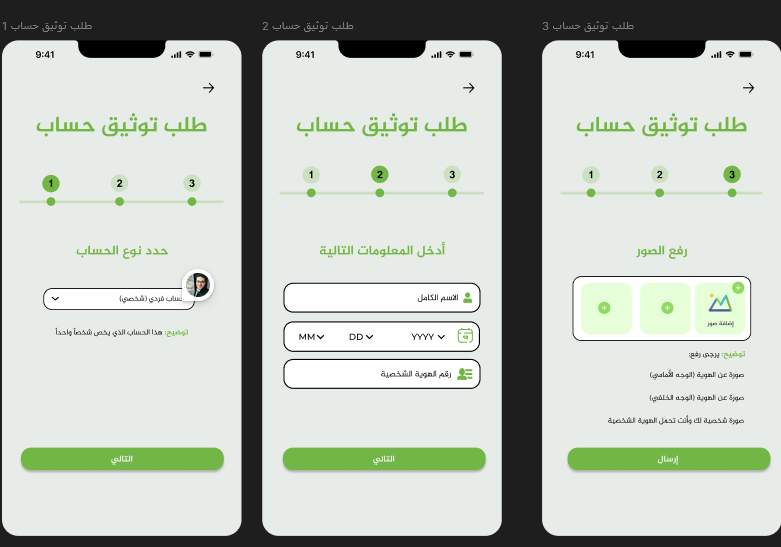 طلب توثيق حساب 1
9:41
طلب توثيق حساب
1 2 3
حدد نوع الحساب
حساب فردي (شخصي)
توضيح: هذا الحساب الذي يخص شخصاً واحداً
التالي
طلب توثيق حساب 2
9:41
طلب توثيق حساب
1 2 3
أدخل المعلومات التالية
الاسم الكامل
MM DD YYYY
رقم الهوية الشخصية
التالي
طلب توثيق حساب 3
9:41
طلب توثيق حساب
1 2 3
رفع الصور
إضافة صور
توضيح: يرجى رفع:
صورة عن الهوية (الوجه الأمامي)
صورة عن الهوية (الوجه الخلفي)
صورة شخصية لك وأنت تحمل الهوية الشخصية
إرسال